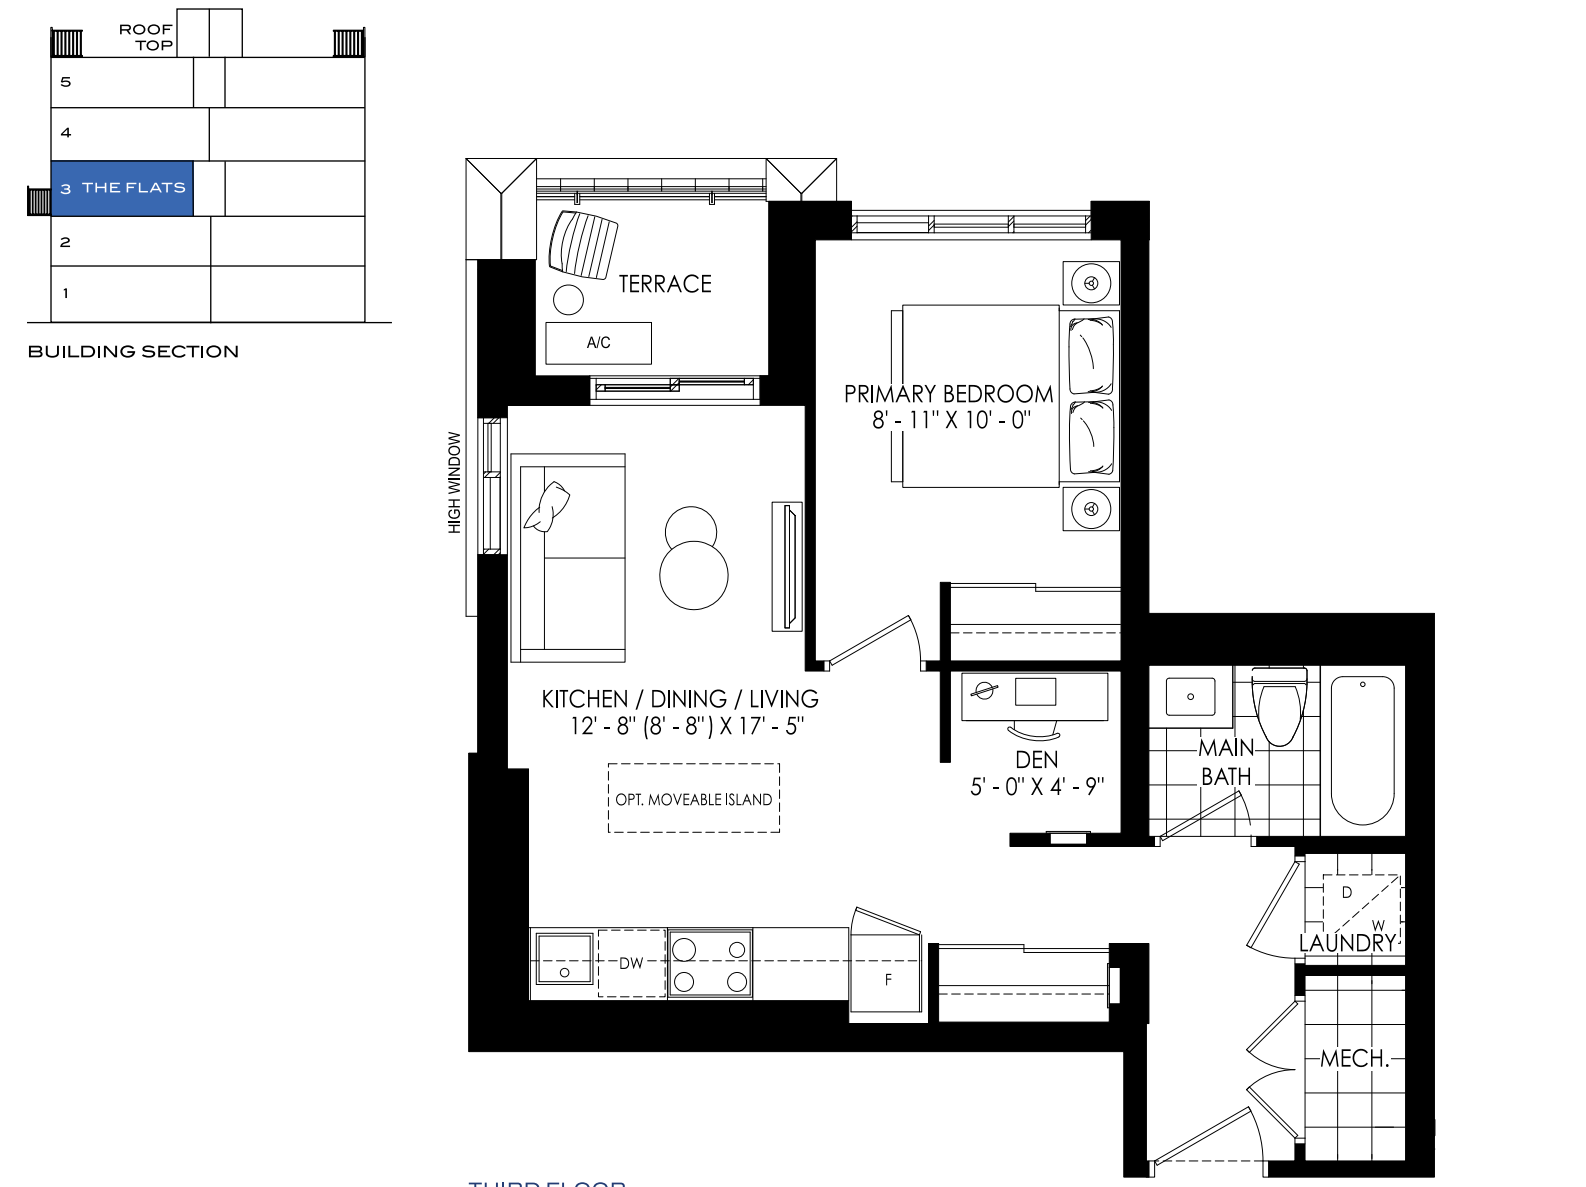 ROOF
TOP
5
4
3 THE FLATS
2
1
BUILDING SECTION
TERRACE
A/C
PRIMARY BEDROOM
8' - 11" X 10' - 0"
HIGH WINDOW
KITCHEN / DINING / LIVING
12' - 8" (8' - 8") X 17' - 5"
DEN
5' - 0" X 4' - 9"
MAIN
BATH
OPT. MOVEABLE ISLAND
D
W
LAUNDRY
DW
F
MECH.
THIRD FLOOR